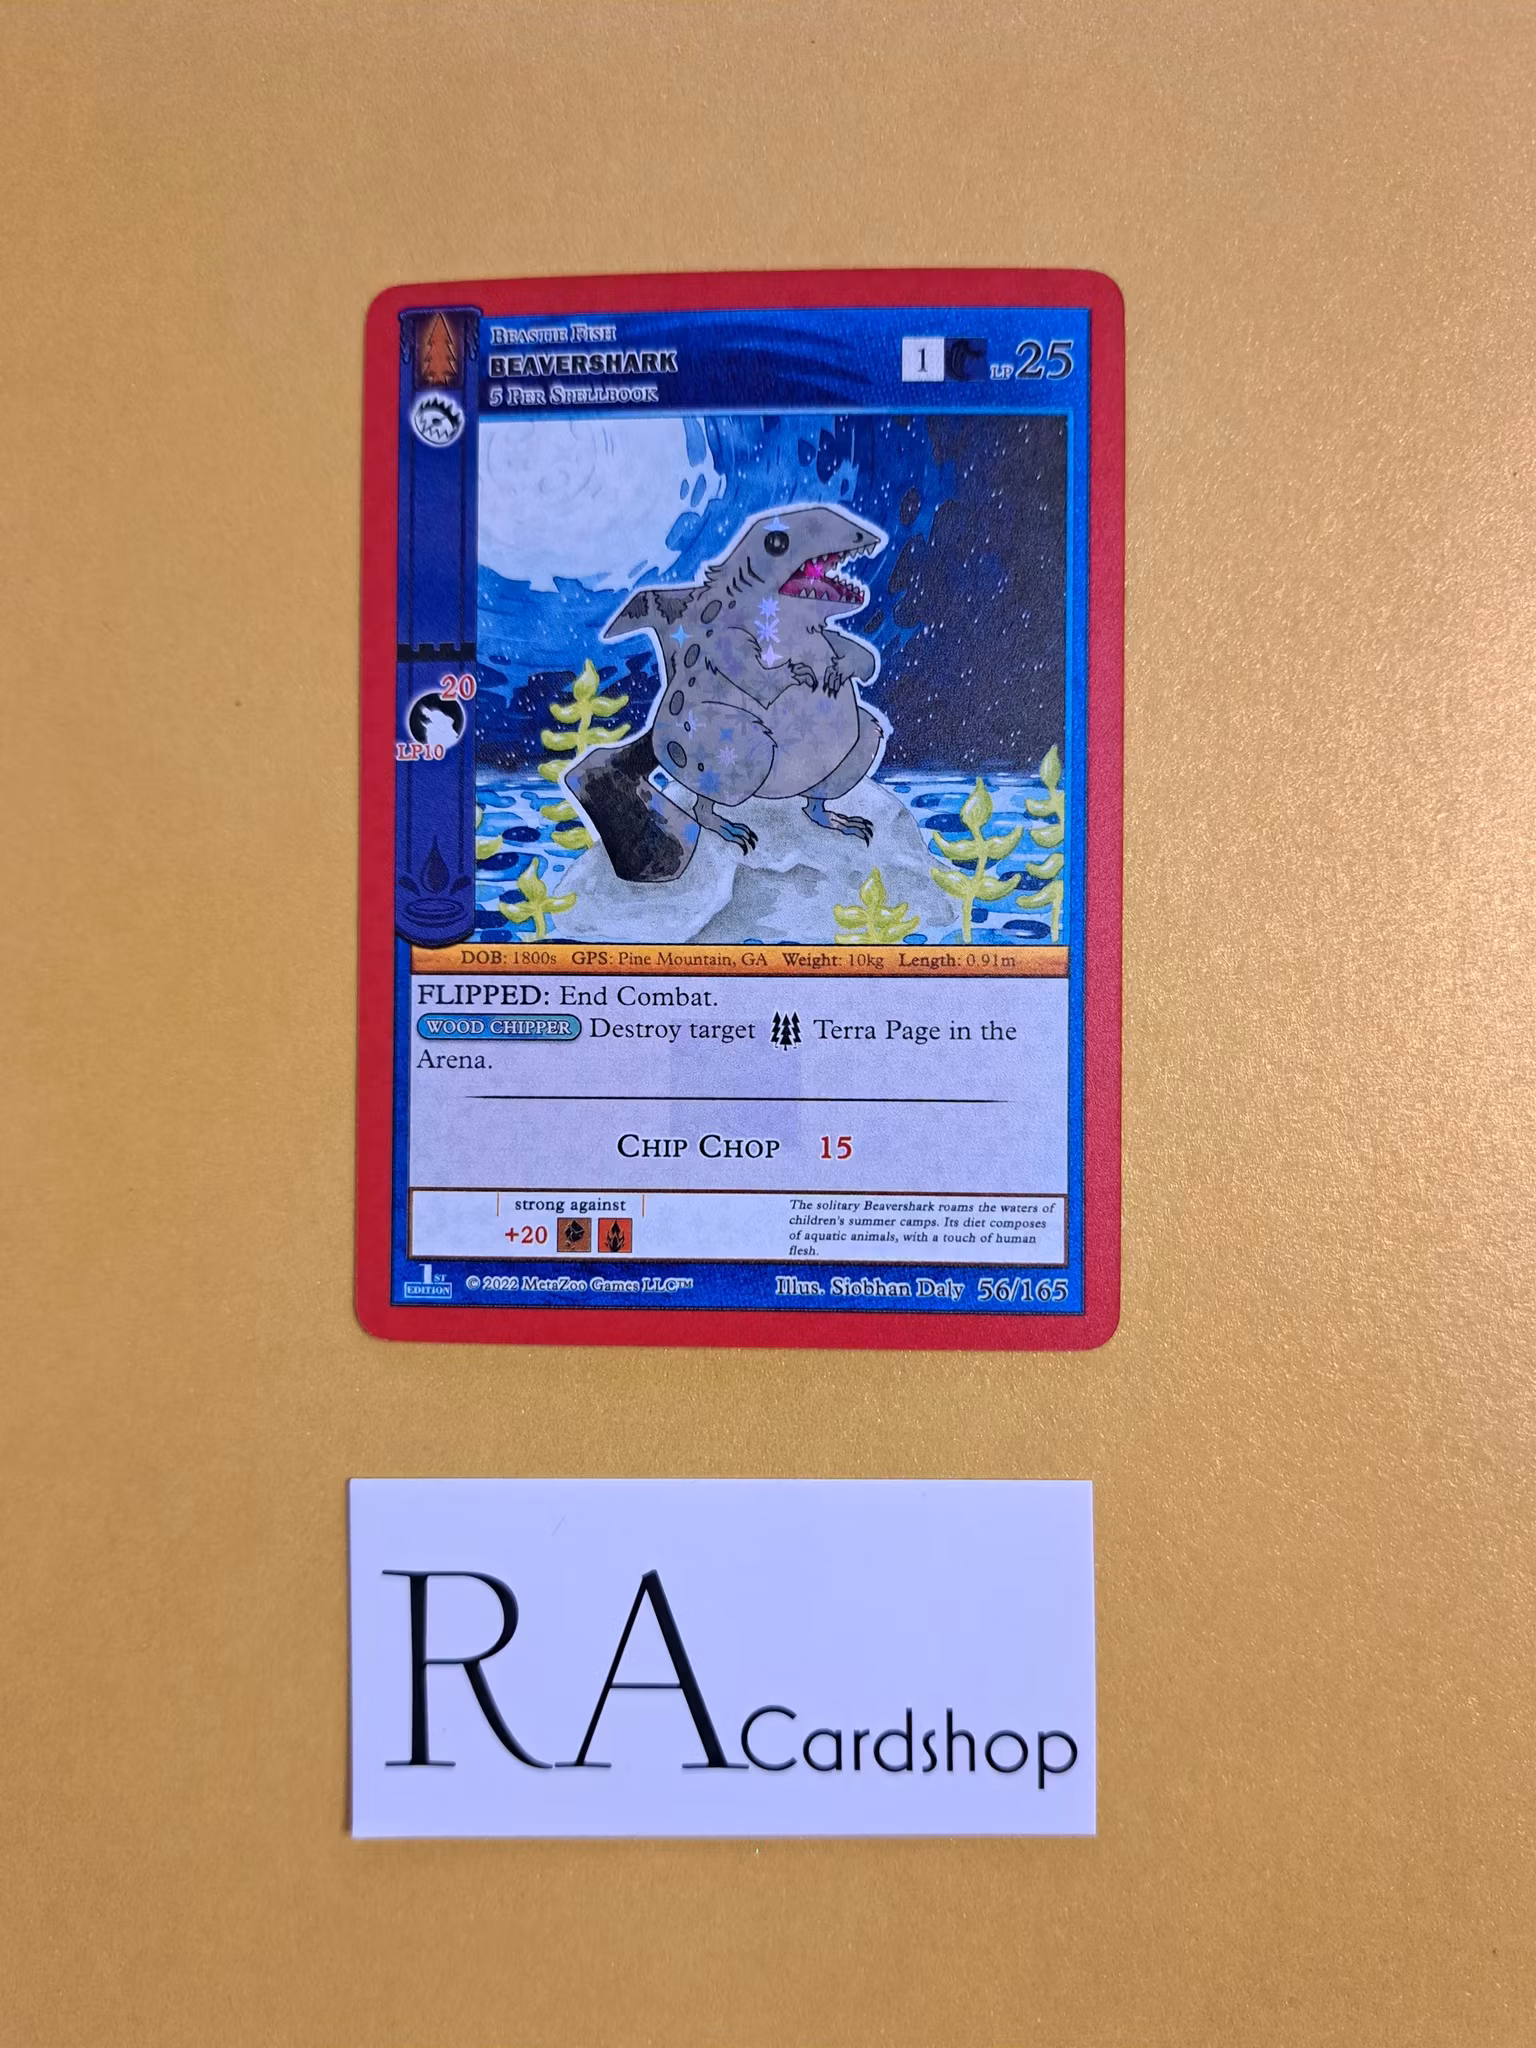 BEASTIE FISH
BEAVERSHARK
5 PER SPELLBOOK
1 LP 25
20
LP10
DOB: 1800s GPS: Pine Mountain, GA Weight: 10kg Length: 0.91m
FLIPPED: End Combat.
WOOD CHIPPER Destroy target Terra Page in the
Arena.
CHIP CHOP 15
strong against
+20
The solitary Beavershark roams the waters of
children's summer camps. Its diet composes
of aquatic animals, with a touch of human
flesh.
1ST
EDITION
© 2022 MetaZoo Games LLC™
Illus. Siobhan Daly 56/165
RA Cardshop